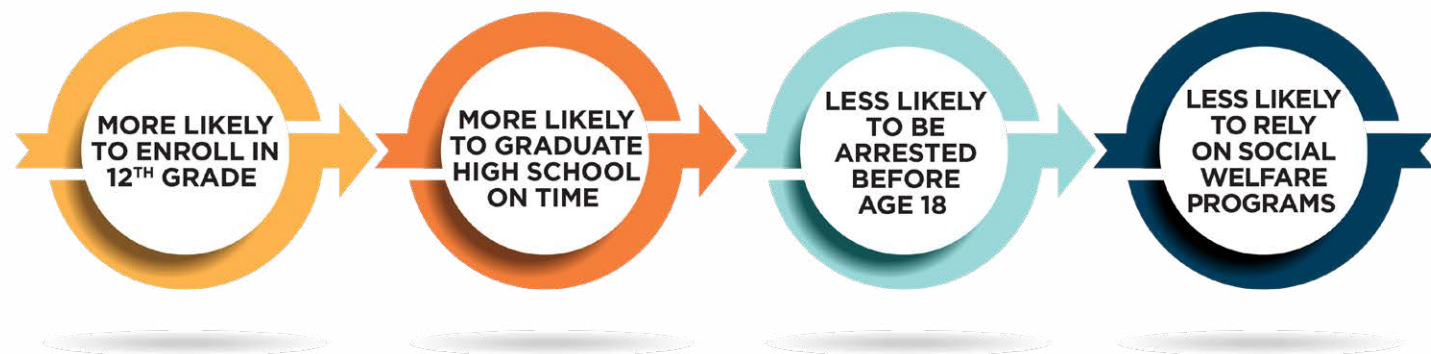 MORE LIKELY
TO ENROLL IN
12TH GRADE
MORE LIKELY
TO GRADUATE
HIGH SCHOOL
ON TIME
LESS LIKELY
TO BE
ARRESTED
BEFORE
AGE 18
LESS LIKELY
TO RELY
ON SOCIAL
WELFARE
PROGRAMS